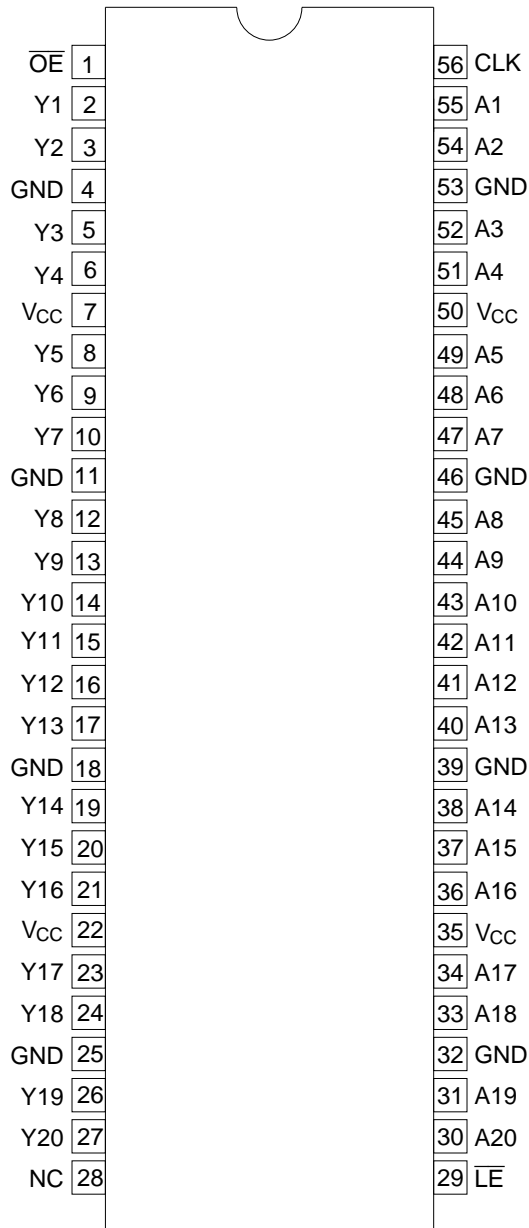 O̅E̅ 1 56 CLK
Y1 2 55 A1
Y2 3 54 A2
GND 4 53 GND
Y3 5 52 A3
Y4 6 51 A4
VCC 7 50 VCC
Y5 8 49 A5
Y6 9 48 A6
Y7 10 47 A7
GND 11 46 GND
Y8 12 45 A8
Y9 13 44 A9
Y10 14 43 A10
Y11 15 42 A11
Y12 16 41 A12
Y13 17 40 A13
GND 18 39 GND
Y14 19 38 A14
Y15 20 37 A15
Y16 21 36 A16
VCC 22 35 VCC
Y17 23 34 A17
Y18 24 33 A18
GND 25 32 GND
Y19 26 31 A19
Y20 27 30 A20
NC 28 29 L̅E̅